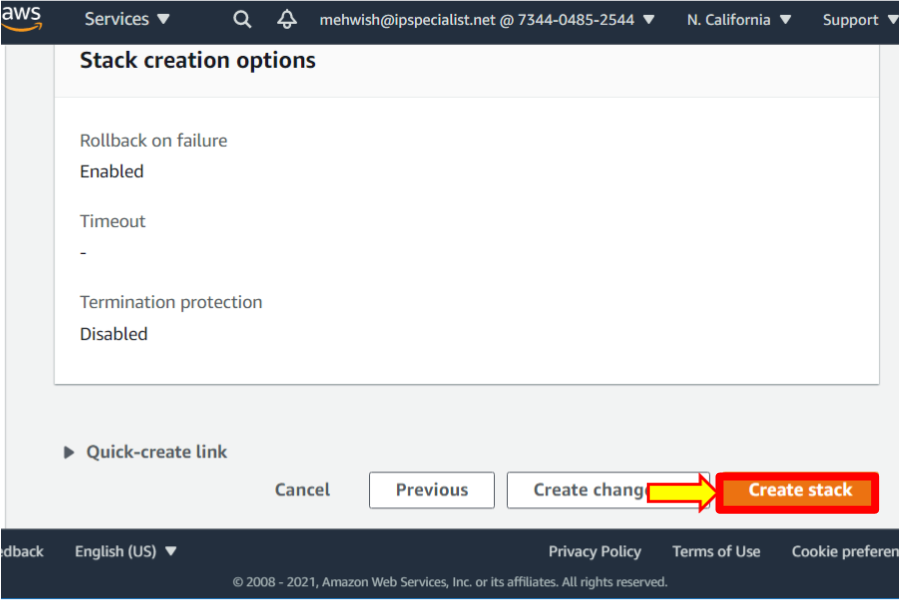 aws Services mehwish@ipspecialist.net @ 7344-0485-2544 N. California Support
Stack creation options
Rollback on failure
Enabled
Timeout
-
Termination protection
Disabled
Quick-create link
Cancel Previous Create chang Create stack
edback English (US) Privacy Policy Terms of Use Cookie preferen
© 2008 - 2021, Amazon Web Services, Inc. or its affiliates. All rights reserved.